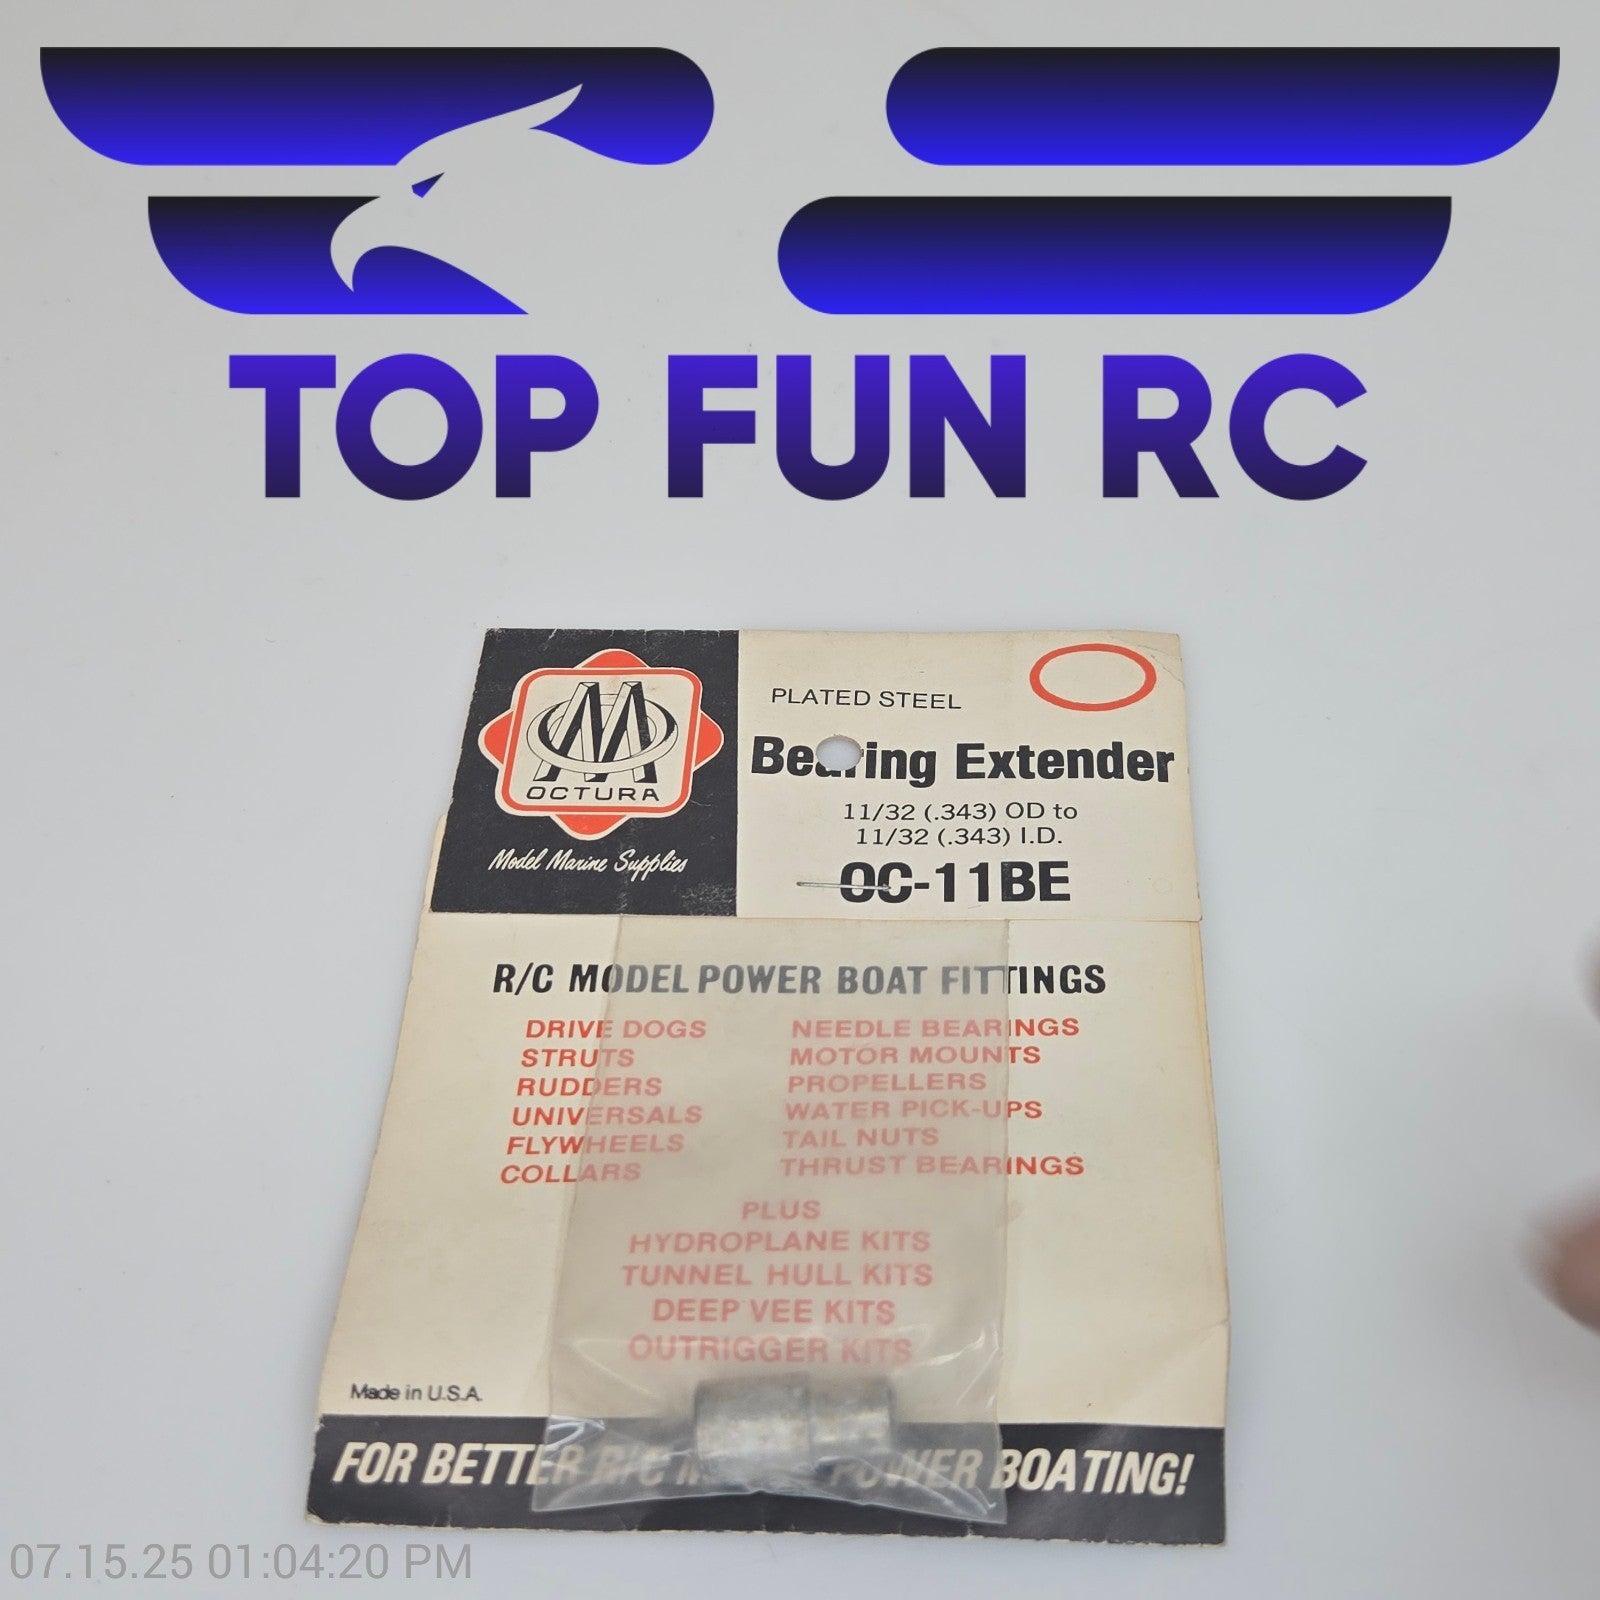 TOP FUN RC
OCTURA
Model Marine Supplies
PLATED STEEL
Bearing Extender
11/32 (.343) OD to
11/32 (.343) I.D.
OC-11BE
R/C MODEL POWER BOAT FITTINGS
DRIVE DOGS
STRUTS
RUDDERS
UNIVERSALS
FLYWHEELS
COLLARS
NEEDLE BEARINGS
MOTOR MOUNTS
PROPELLERS
WATER PICK-UPS
TAIL NUTS
THRUST BEARINGS
PLUS
HYDROPLANE KITS
TUNNEL HULL KITS
DEEP VEE KITS
OUTRIGGER KITS
Made in U.S.A.
FOR BETTER R/C POWER BOATING!
07.15.25 01:04:20 PM